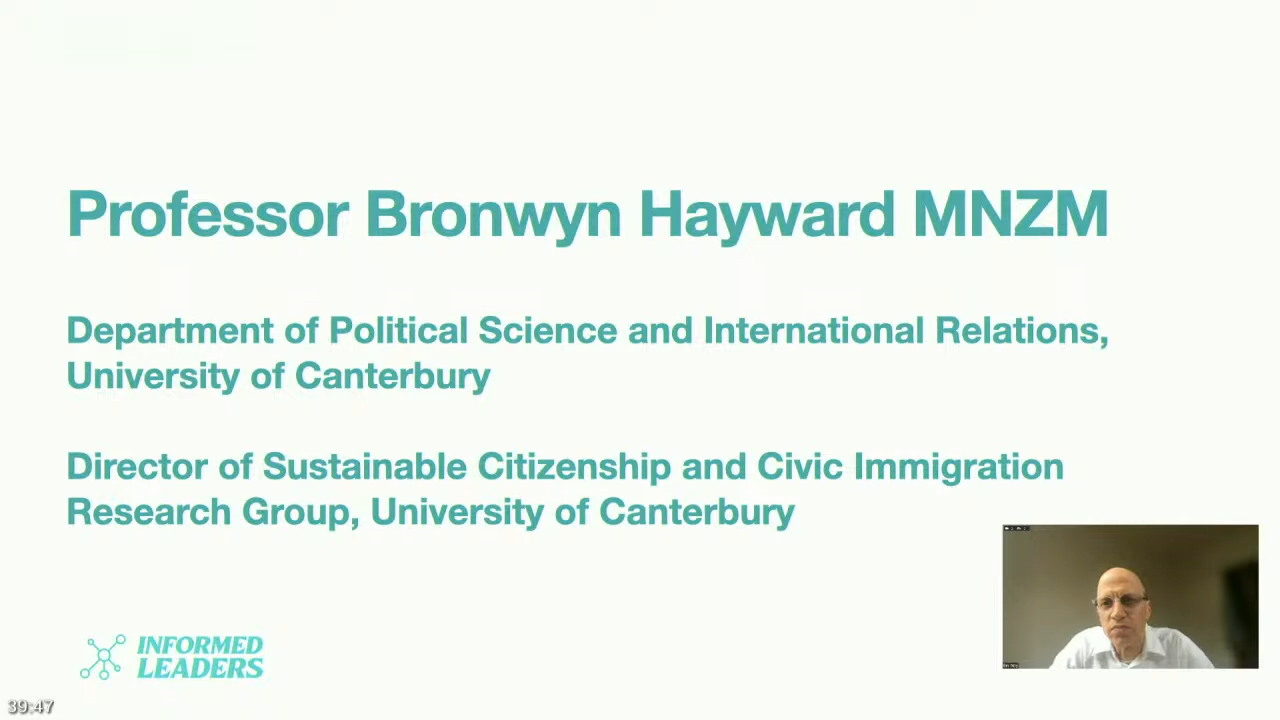 Professor Bronwyn Hayward MNZM
Department of Political Science and International Relations,
University of Canterbury
Director of Sustainable Citizenship and Civic Immigration
Research Group, University of Canterbury
INFORMED
LEADERS
39:47